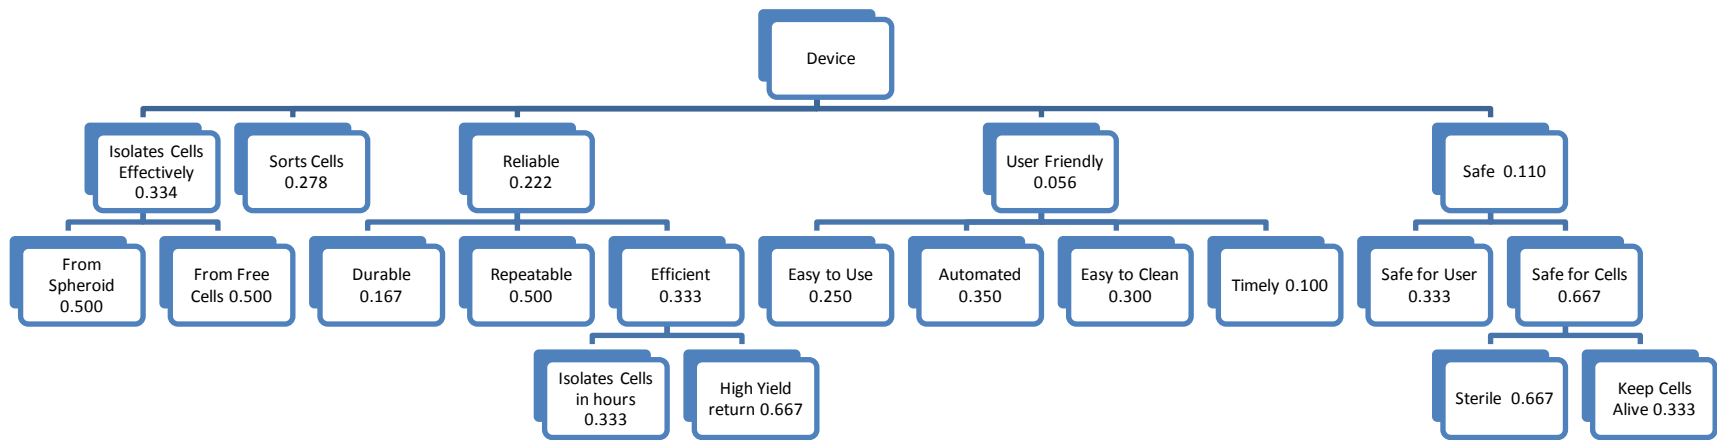 Device
Isolates Cells
Effectively
0.334
Sorts Cells
0.278
Reliable
0.222
User Friendly
0.056
Safe 0.110
From
Spheroid
0.500
From Free
Cells 0.500
Durable
0.167
Repeatable
0.500
Efficient
0.333
Easy to Use
0.250
Automated
0.350
Easy to Clean
0.300
Timely 0.100
Safe for User
0.333
Safe for Cells
0.667
Isolates Cells
in hours
0.333
High Yield
return 0.667
Sterile 0.667
Keep Cells
Alive 0.333